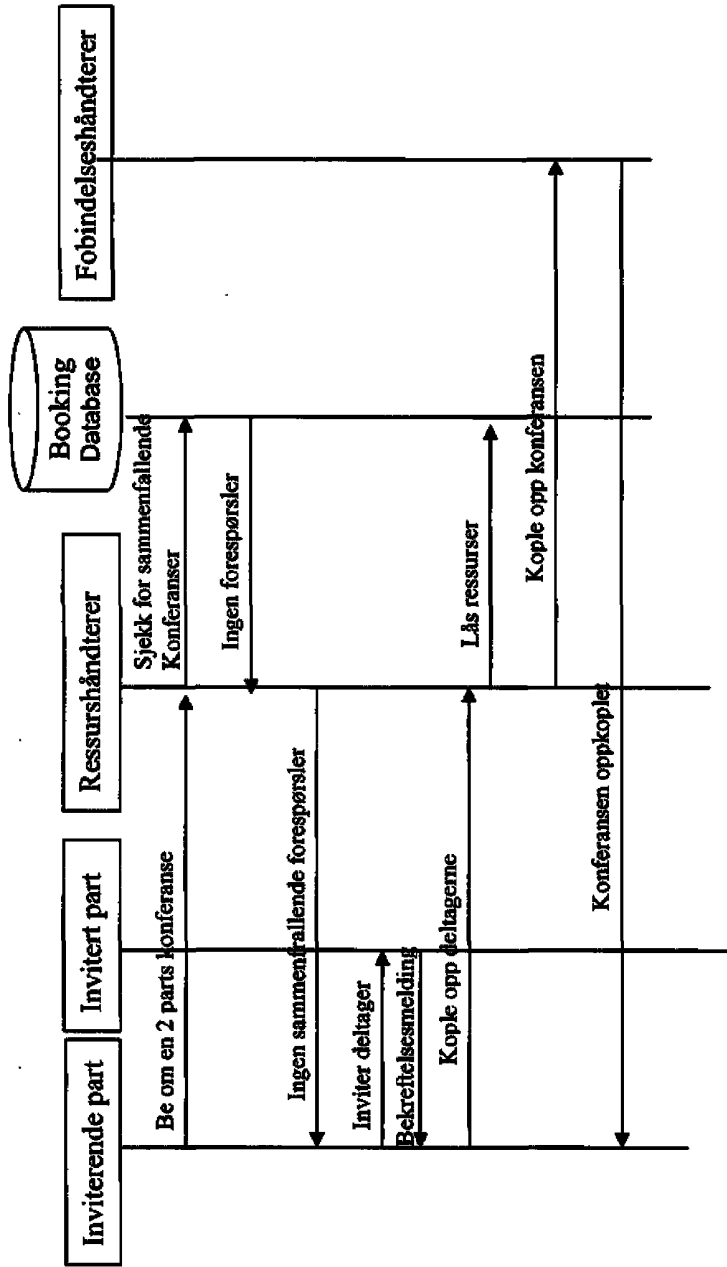 Inviterende part
Invitert part
Ressurshåndterer
Booking
Database
Fobindelseshåndterer
Be om en 2 parts konferanse
Sjekk for sammenfallende
Konferanser
Ingen forespørsler
Ingen sammenfrallende forespørsler
Inviter deltager
Bekreftelsesmelding
Kople opp deltagerne
Lås ressurser
Kople opp konferansen
Konferansen oppkoplet